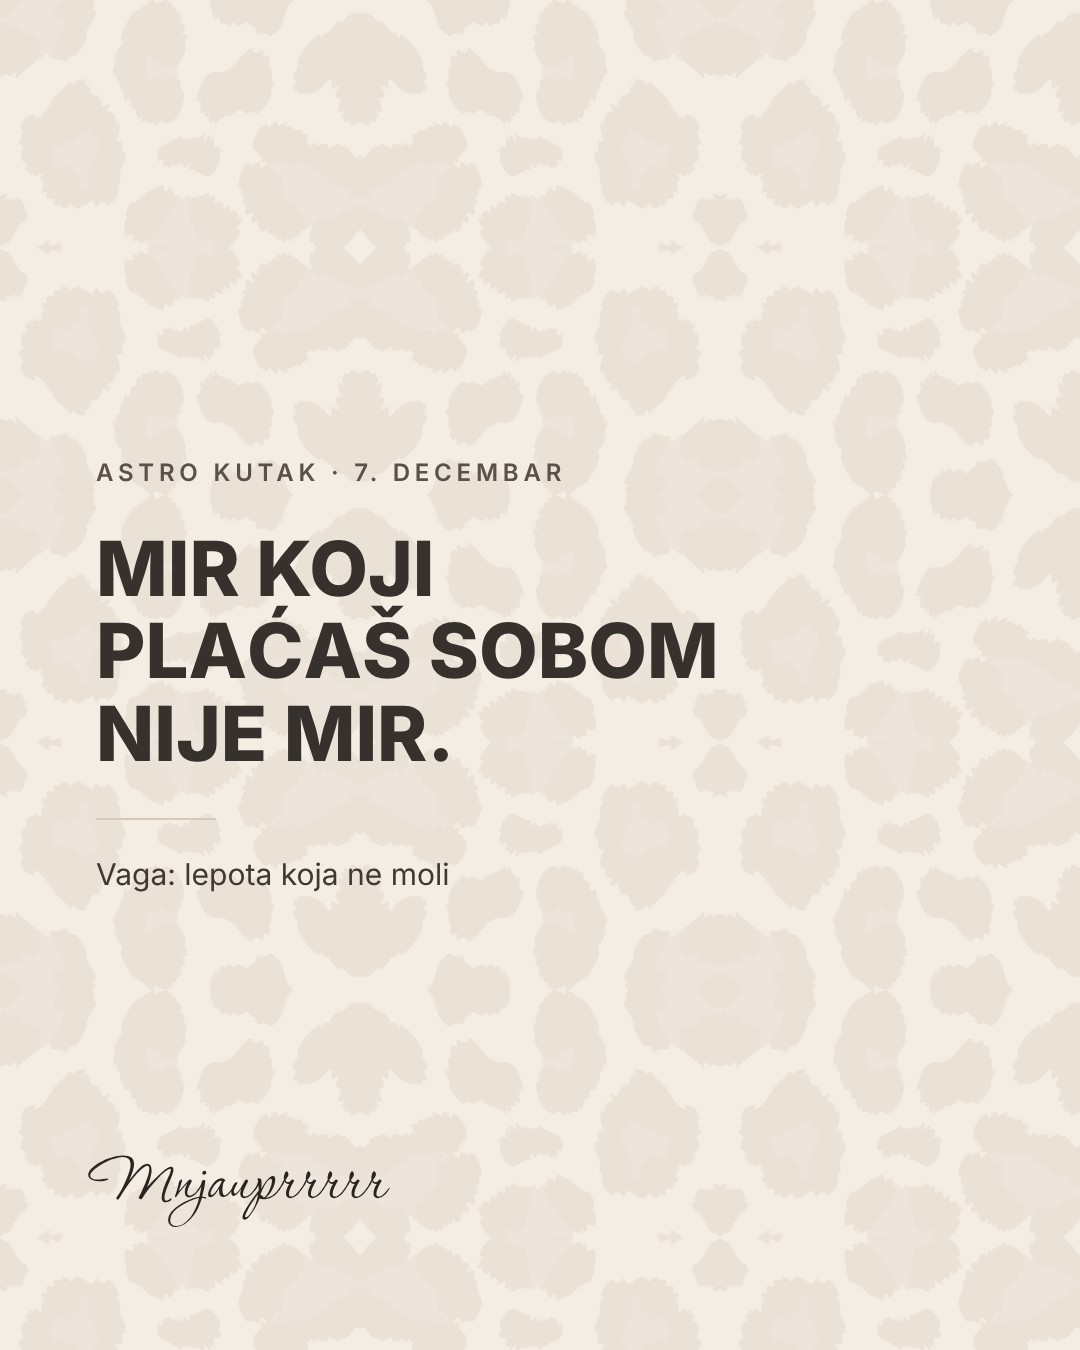 ASTRO KUTAK · 7. DECEMBAR
MIR KOJI
PLAĆAŠ SOBOM
NIJE MIR.
Vaga: lepota koja ne moli
Mnjauprrrrr